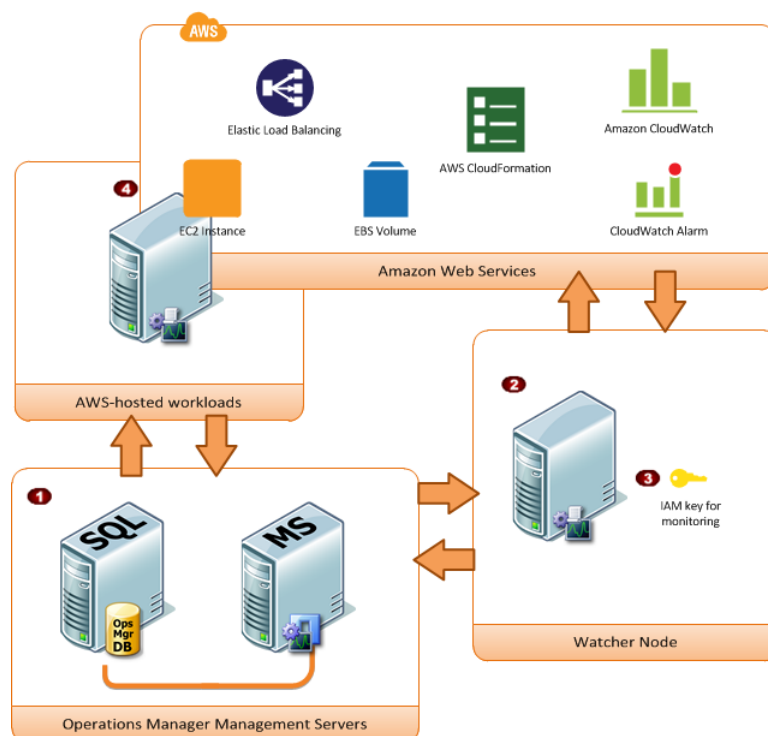 AWS
Elastic Load Balancing
AWS CloudFormation
Amazon CloudWatch
4
EC2 Instance
EBS Volume
CloudWatch Alarm
Amazon Web Services
AWS-hosted workloads
2
3
IAM key for
monitoring
Watcher Node
1
SQL
MS
Ops
Mgr
DB
Operations Manager Management Servers